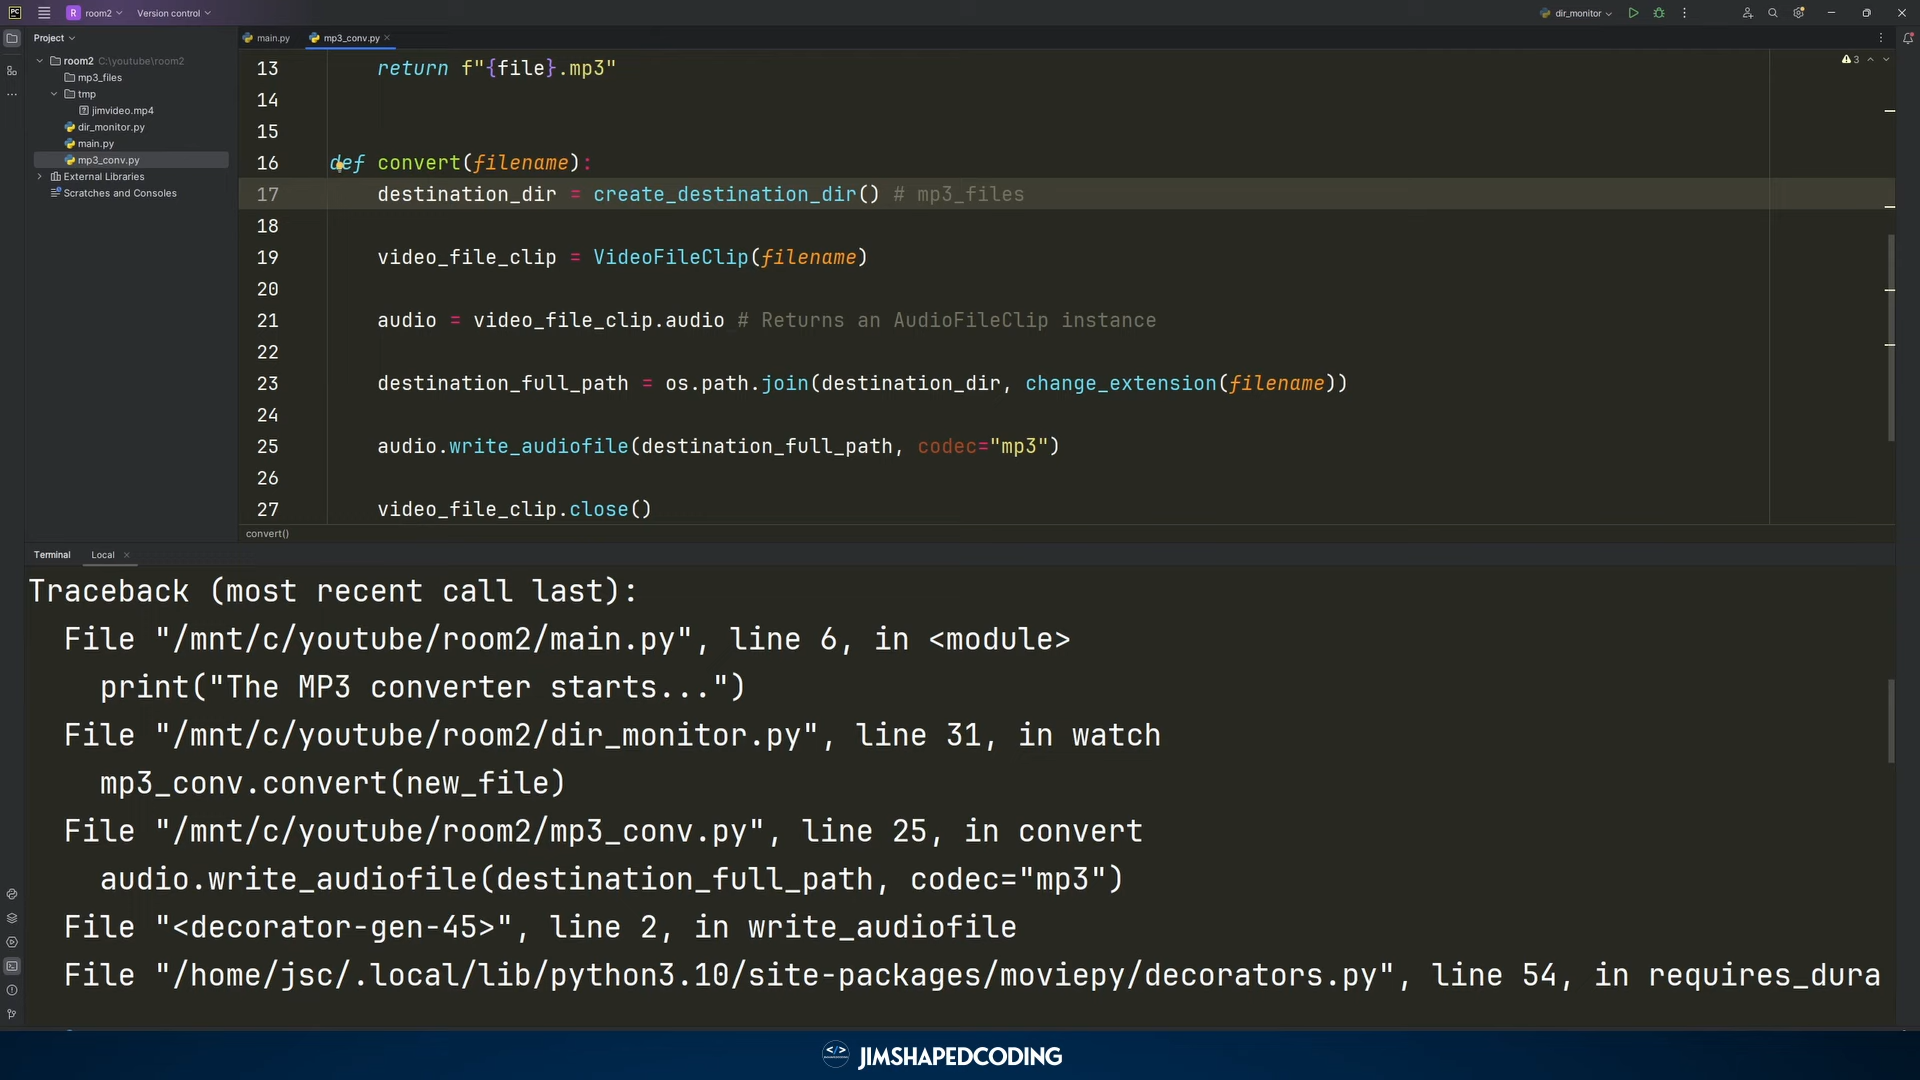 PC
R room2
Version control
dir_monitor
Project
main.py
mp3_conv.py
room2 C:\youtube\room2
mp3_files
tmp
jimvideo.mp4
dir_monitor.py
main.py
mp3_conv.py
External Libraries
Scratches and Consoles
3
13 return f"{file}.mp3"
14
15
16 def convert(filename):
17 destination_dir = create_destination_dir() # mp3_files
18
19 video_file_clip = VideoFileClip(filename)
20
21 audio = video_file_clip.audio # Returns an AudioFileClip instance
22
23 destination_full_path = os.path.join(destination_dir, change_extension(filename))
24
25 audio.write_audiofile(destination_full_path, codec="mp3")
26
27 video_file_clip.close()
convert()
Terminal Local
Traceback (most recent call last):
File "/mnt/c/youtube/room2/main.py", line 6, in <module>
print("The MP3 converter starts...")
File "/mnt/c/youtube/room2/dir_monitor.py", line 31, in watch
mp3_conv.convert(new_file)
File "/mnt/c/youtube/room2/mp3_conv.py", line 25, in convert
audio.write_audiofile(destination_full_path, codec="mp3")
File "<decorator-gen-45>", line 2, in write_audiofile
File "/home/jsc/.local/lib/python3.10/site-packages/moviepy/decorators.py", line 54, in requires_dura
</> JIMSHAPEDCODING